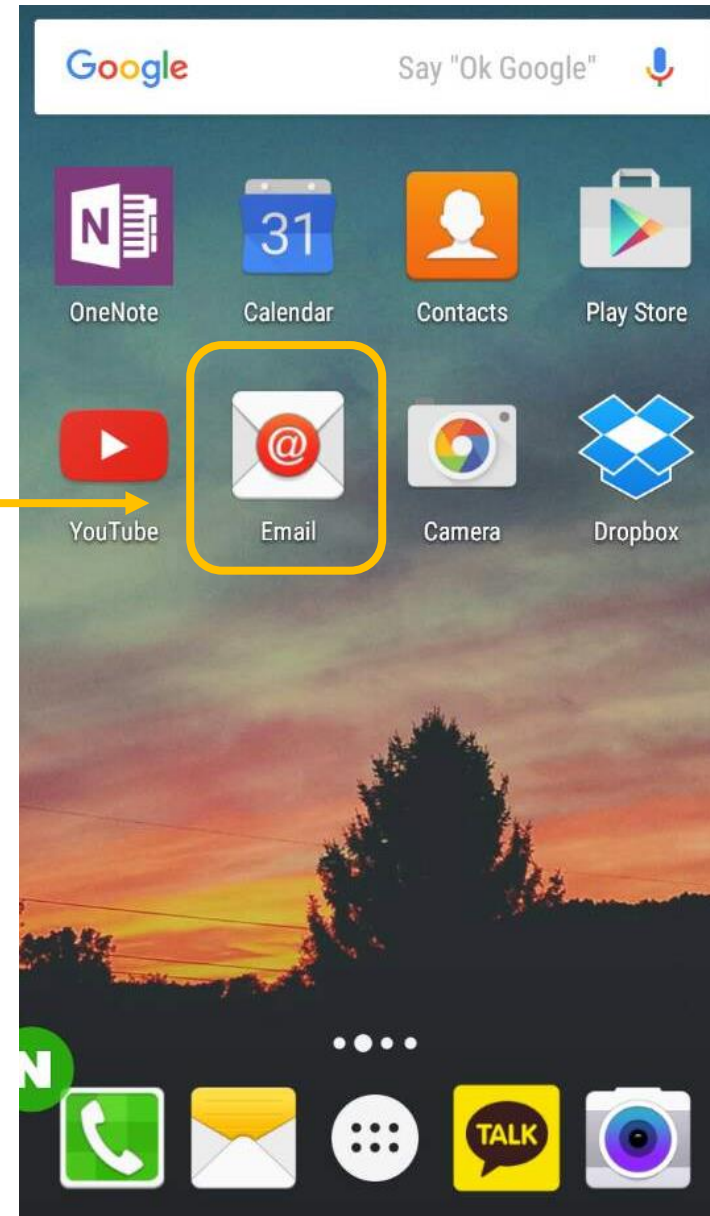 Google Say "Ok Google"
N 31
OneNote Calendar Contacts Play Store
@
YouTube Email Camera Dropbox
N
TALK